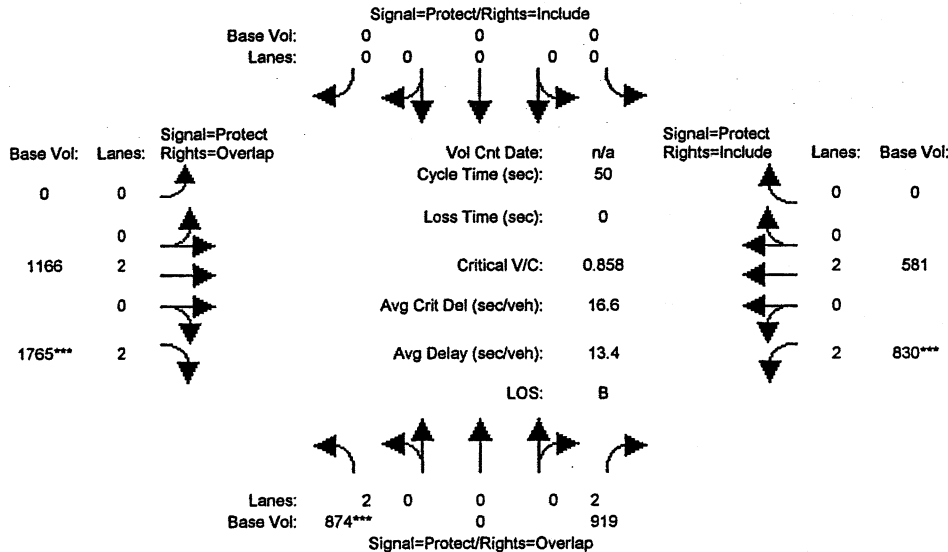 Signal=Protect/Rights=Include
Base Vol: 0 0 0
Lanes: 0 0 0 0 0
Signal=Protect
Rights=Overlap
Base Vol: Lanes:
Vol Cnt Date: n/a
Signal=Protect
Rights=Include
Lanes: Base Vol:
Cycle Time (sec): 50
0 0
0 0
Loss Time (sec): 0
0
0
1166 2
Critical V/C: 0.858
2 581
0
Avg Crit Del (sec/veh): 16.6
0
1765*** 2
Avg Delay (sec/veh): 13.4
2 830***
LOS: B
Lanes: 2 0 0 0 2
Base Vol: 874*** 0 919
Signal=Protect/Rights=Overlap